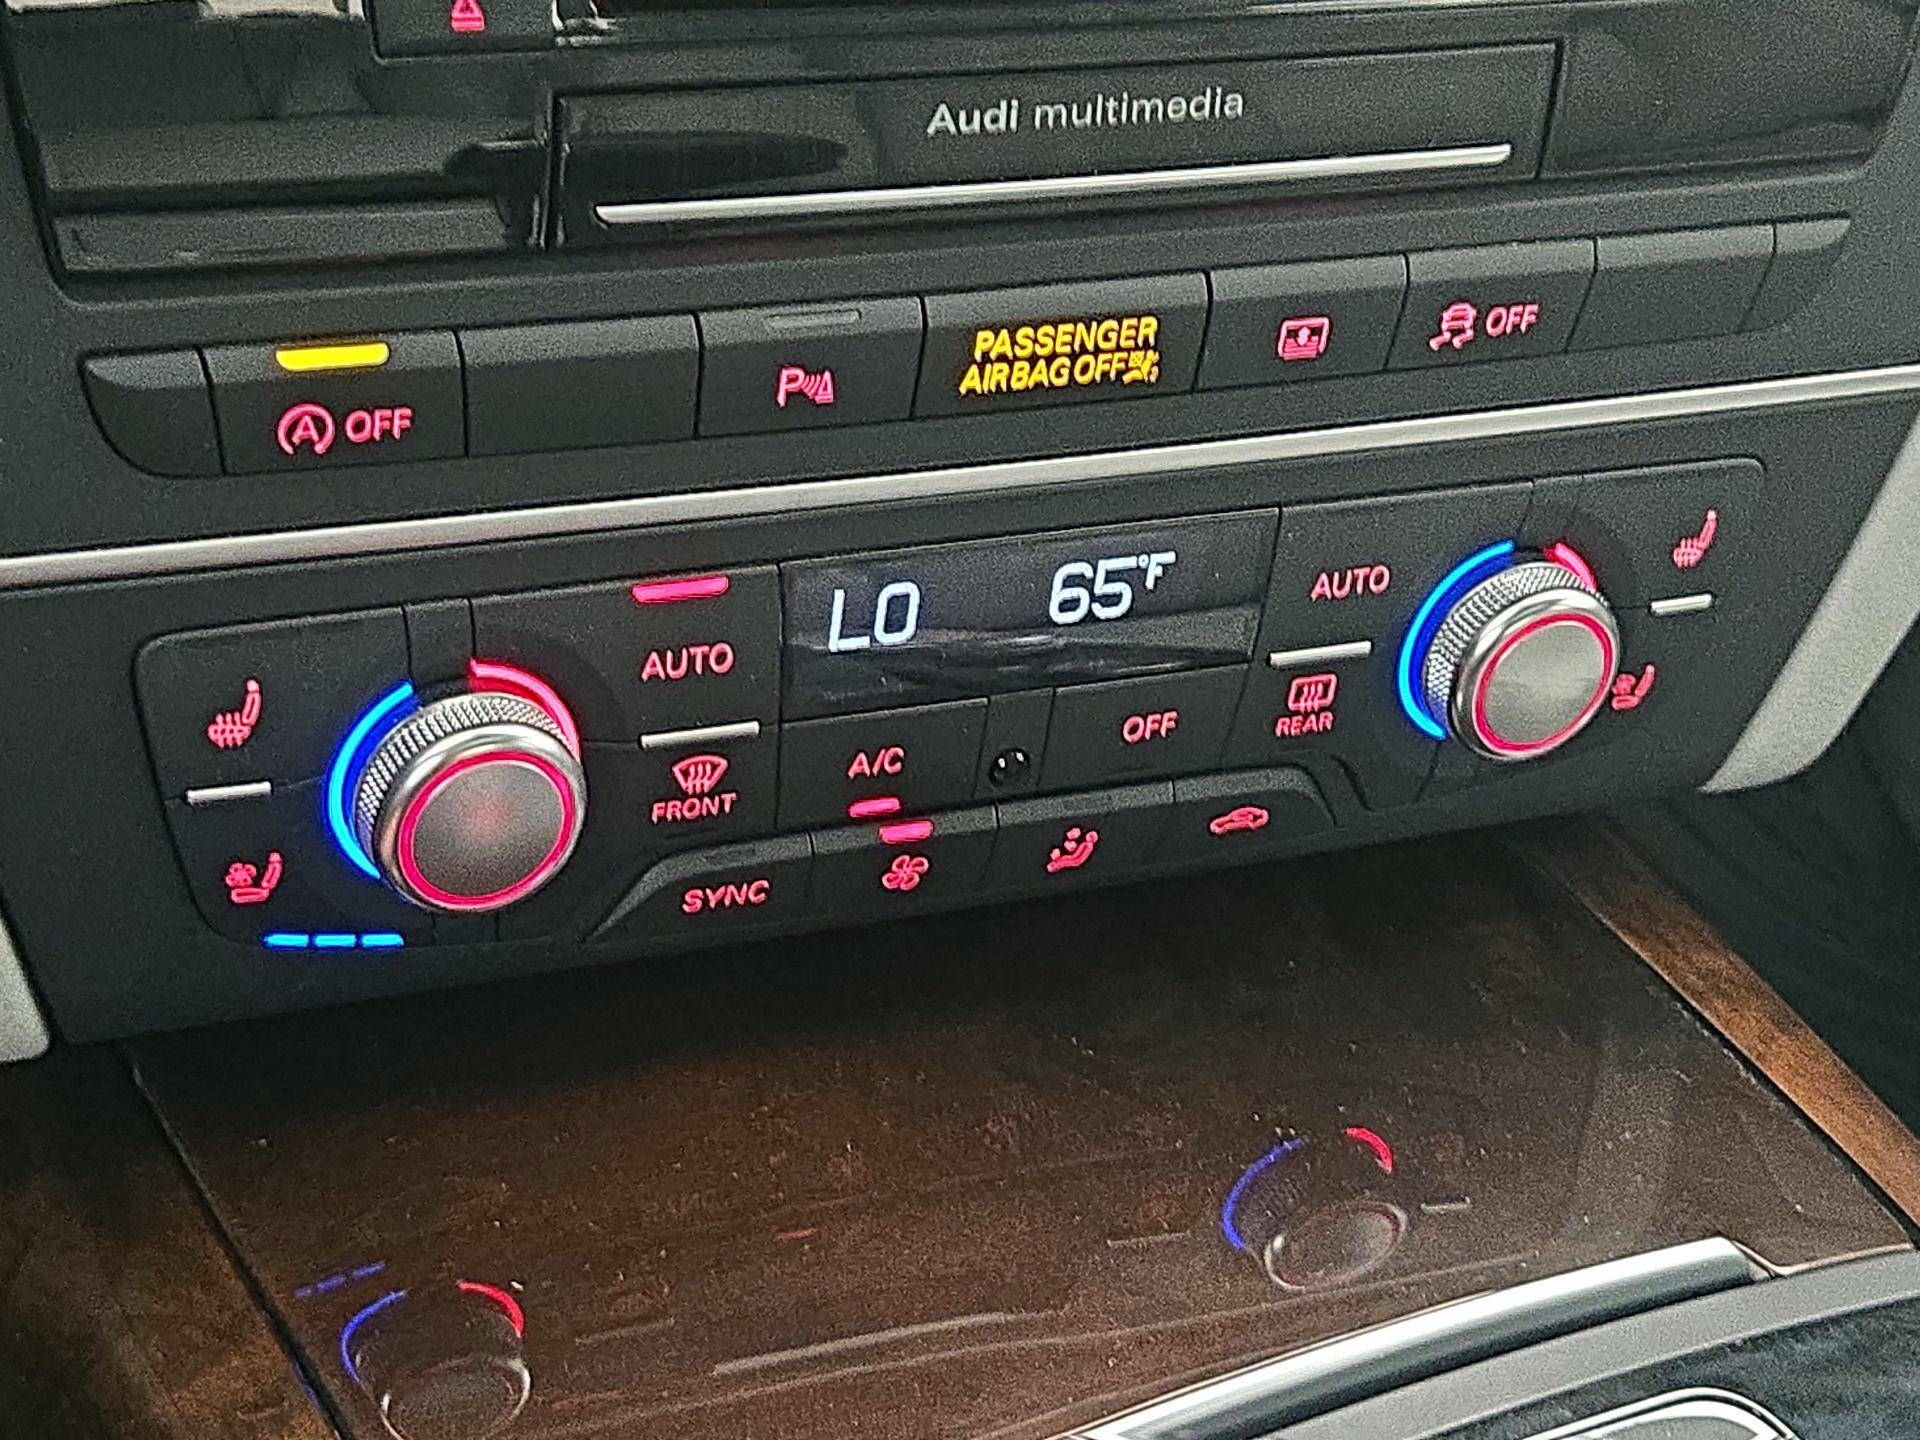 Audi multimedia
A OFF
P
PASSENGER
AIRBAG OFF
OFF
AUTO
LO 65°F
AUTO
FRONT
A/C
OFF
REAR
SYNC